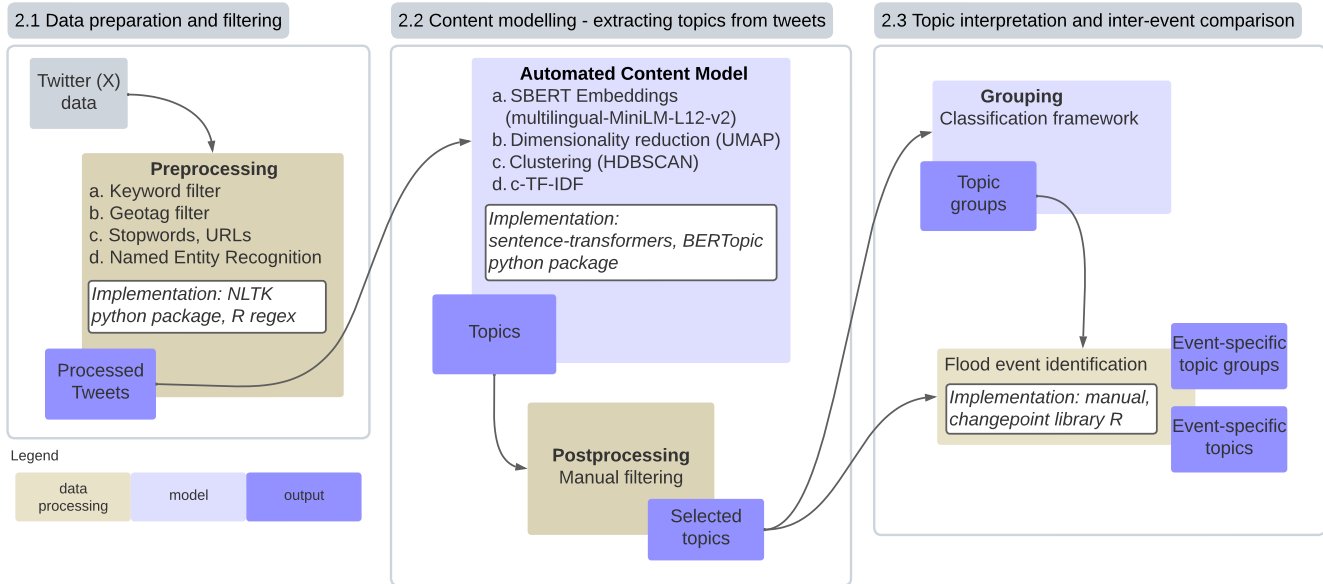 2.1 Data preparation and filtering
Twitter (X)
data
Preprocessing
a. Keyword filter
b. Geotag filter
c. Stopwords, URLs
d. Named Entity Recognition
Implementation: NLTK
python package, R regex
Processed
Tweets
Legend
data
processing
model
output
2.2 Content modelling - extracting topics from tweets
Automated Content Model
a. SBERT Embeddings
(multilingual-MiniLM-L12-v2)
b. Dimensionality reduction (UMAP)
c. Clustering (HDBSCAN)
d. c-TF-IDF
Implementation:
sentence-transformers, BERTopic
python package
Topics
Postprocessing
Manual filtering
Selected
topics
2.3 Topic interpretation and inter-event comparison
Grouping
Classification framework
Topic
groups
Flood event identification
Implementation: manual,
changepoint library R
Event-specific
topic groups
Event-specific
topics